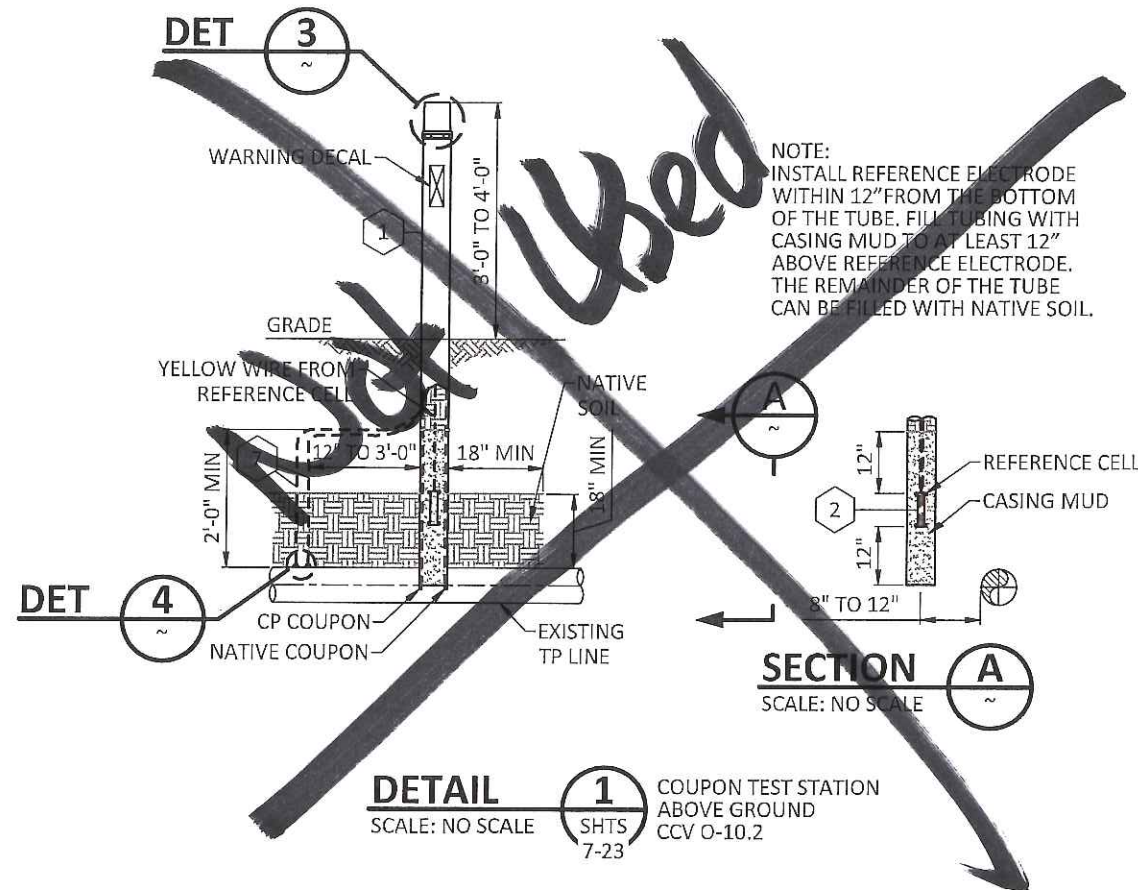 DET 3
~
WARNING DECAL
1
3'-0" TO 4'-0"
Not Used
NOTE:
INSTALL REFERENCE ELECTRODE
WITHIN 12" FROM THE BOTTOM
OF THE TUBE. FILL TUBING WITH
CASING MUD TO AT LEAST 12"
ABOVE REFERENCE ELECTRODE.
THE REMAINDER OF THE TUBE
CAN BE FILLED WITH NATIVE SOIL.
GRADE
YELLOW WIRE FROM
REFERENCE CELL
NATIVE
SOIL
7
12" TO 3'-0"
18" MIN
2'-0" MIN
18" MIN
A
~
12"
REFERENCE CELL
2
CASING MUD
12"
8" TO 12"
DET 4
~
CP COUPON
NATIVE COUPON
EXISTING
TP LINE
SECTION A
~
SCALE: NO SCALE
DETAIL 1
SCALE: NO SCALE
SHTS
7-23
COUPON TEST STATION
ABOVE GROUND
CCV O-10.2